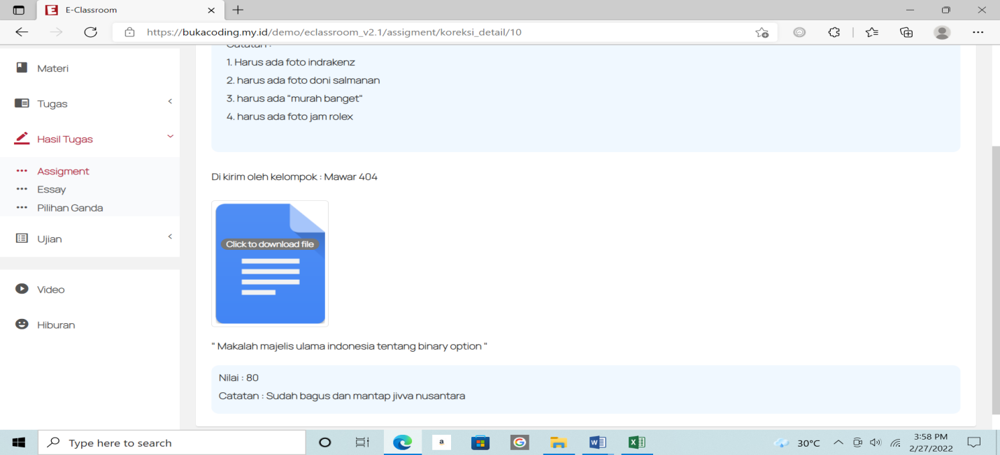 E-Classroom
https://bukacoding.my.id/demo/eclassroom_v2.1/assigment/koreksi_detail/10
Materi
Tugas
Hasil Tugas
Assigment
Essay
Pilihan Ganda
Ujian
Video
Hiburan
Catatan :
1. Harus ada foto indrakenz
2. harus ada foto doni salmanan
3. harus ada "murah banget"
4. harus ada foto jam rolex
Di kirim oleh kelompok : Mawar 404
Click to download file
" Makalah majelis ulama indonesia tentang binary option "
Nilai : 80
Catatan : Sudah bagus dan mantap jivva nusantara
Type here to search
30°C
3:58 PM
2/27/2022